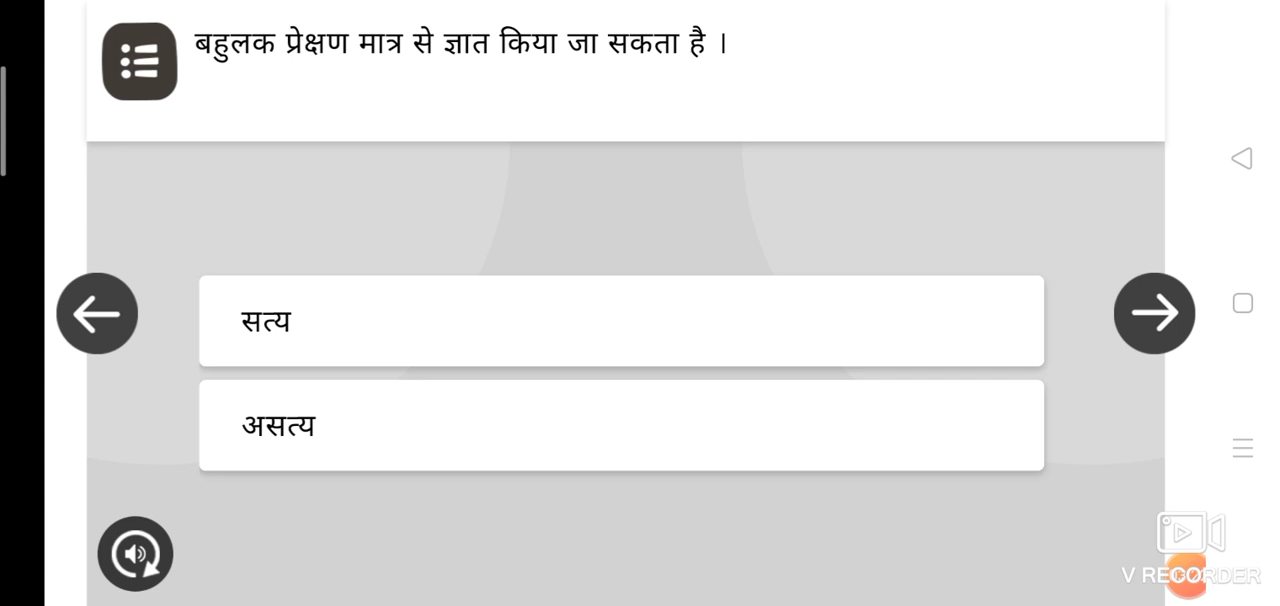 बहुलक प्रेक्षण मात्र से ज्ञात किया जा सकता है ।
सत्य
असत्य
V RECORDER